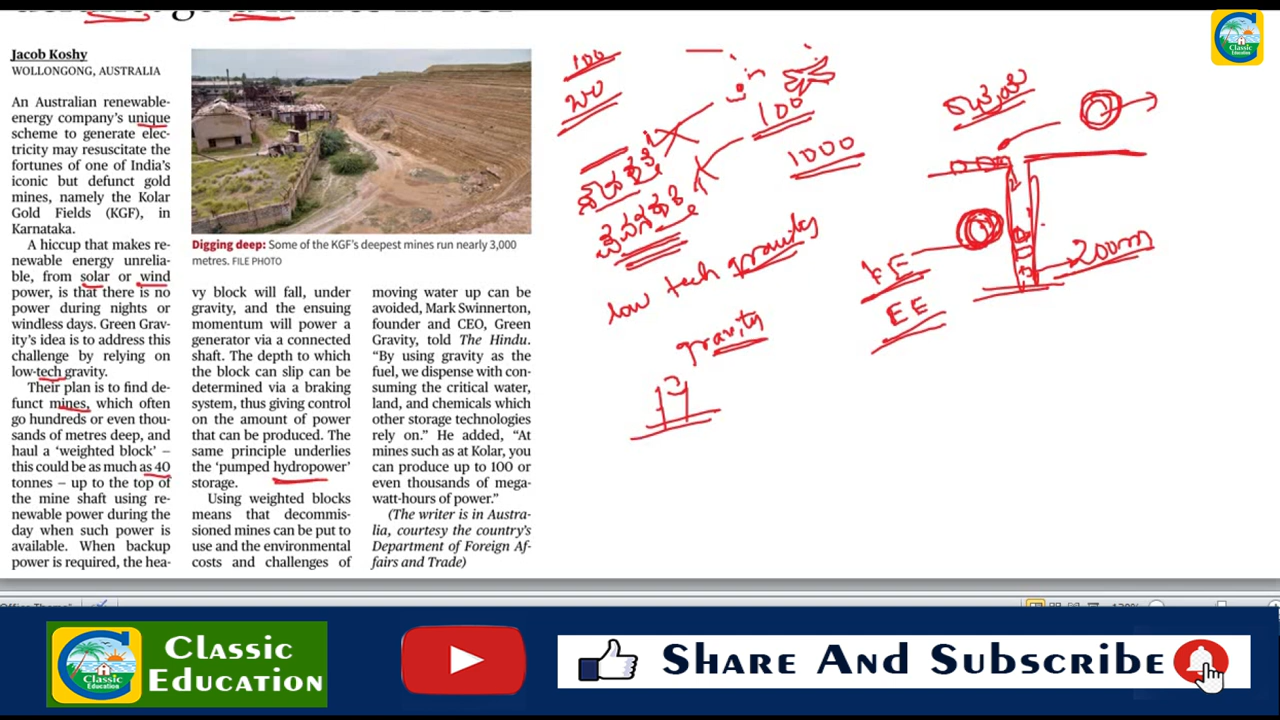 Jacob Koshy
WOLLONGONG, AUSTRALIA
An Australian renewable-
energy company's unique
scheme to generate elec-
tricity may resuscitate the
fortunes of one of India's
iconic but defunct gold
mines, namely the Kolar
Gold Fields (KGF), in
Karnataka.
A hiccup that makes re-
newable energy unrelia-
ble, from solar or wind
power, is that there is no
power during nights or
windless days. Green Grav-
ity's idea is to address this
challenge by relying on
low-tech gravity.
Their plan is to find de-
funct mines, which often
go hundreds or even thou-
sands of metres deep, and
haul a 'weighted block' –
this could be as much as 40
tonnes – up to the top of
the mine shaft using re-
newable power during the
day when such power is
available. When backup
power is required, the hea-
Digging deep: Some of the KGF's deepest mines run nearly 3,000
metres. FILE PHOTO
vy block will fall, under
gravity, and the ensuing
momentum will power a
generator via a connected
shaft. The depth to which
the block can slip can be
determined via a braking
system, thus giving control
on the amount of power
that can be produced. The
same principle underlies
the 'pumped hydropower'
storage.
Using weighted blocks
means that decommis-
sioned mines can be put to
use and the environmental
costs and challenges of
moving water up can be
avoided, Mark Swinnerton,
founder and CEO, Green
Gravity, told The Hindu.
"By using gravity as the
fuel, we dispense with con-
suming the critical water,
land, and chemicals which
other storage technologies
rely on." He added, "At
mines such as at Kolar, you
can produce up to 100 or
even thousands of mega-
watt-hours of power."
(The writer is in Austra-
lia, courtesy the country's
Department of Foreign Af-
fairs and Trade)
100
100
1000
low tech gravity
gravity
KE
EE
200m
Classic
Education
Classic
Education
Classic
Education
Share And Subscribe